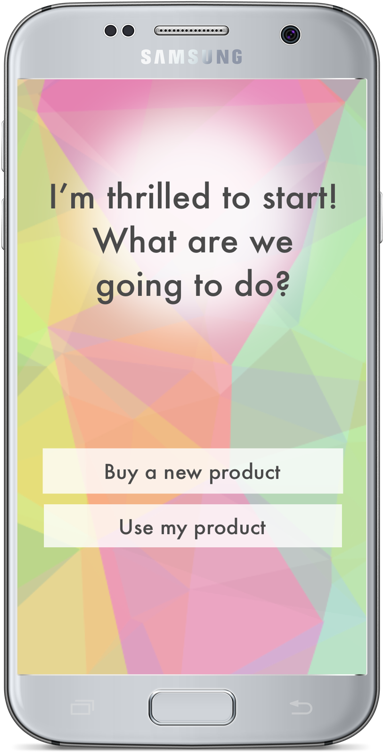 SAMSUNG
I’m thrilled to start!
What are we
going to do?
Buy a new product
Use my product